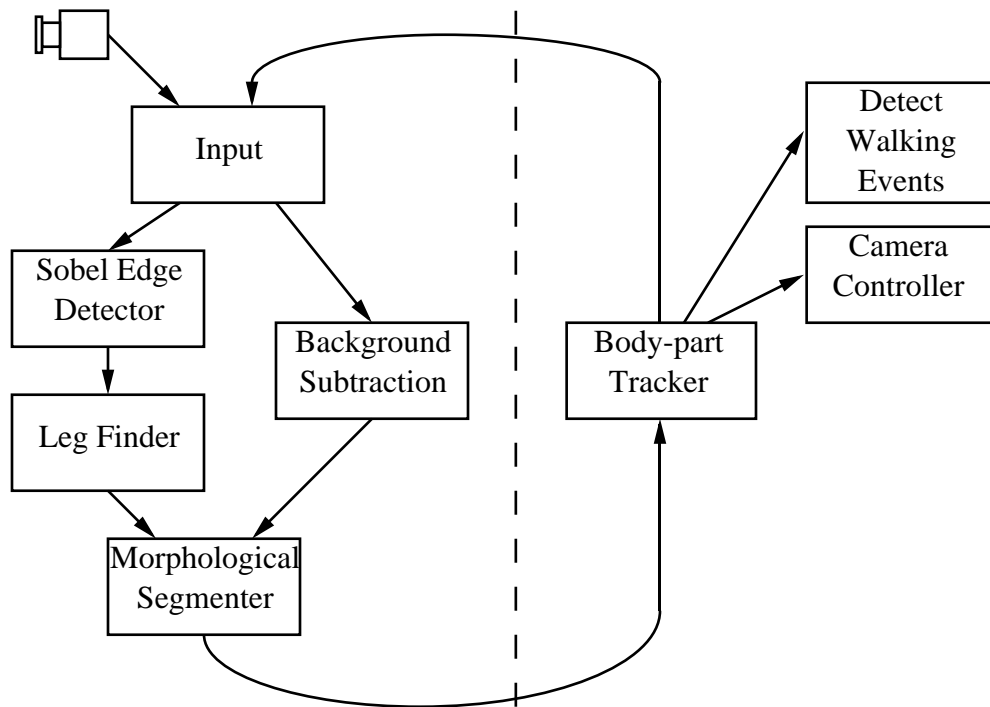 Input
Sobel Edge
Detector
Leg Finder
Background
Subtraction
Morphological
Segmenter
Body-part
Tracker
Detect
Walking
Events
Camera
Controller